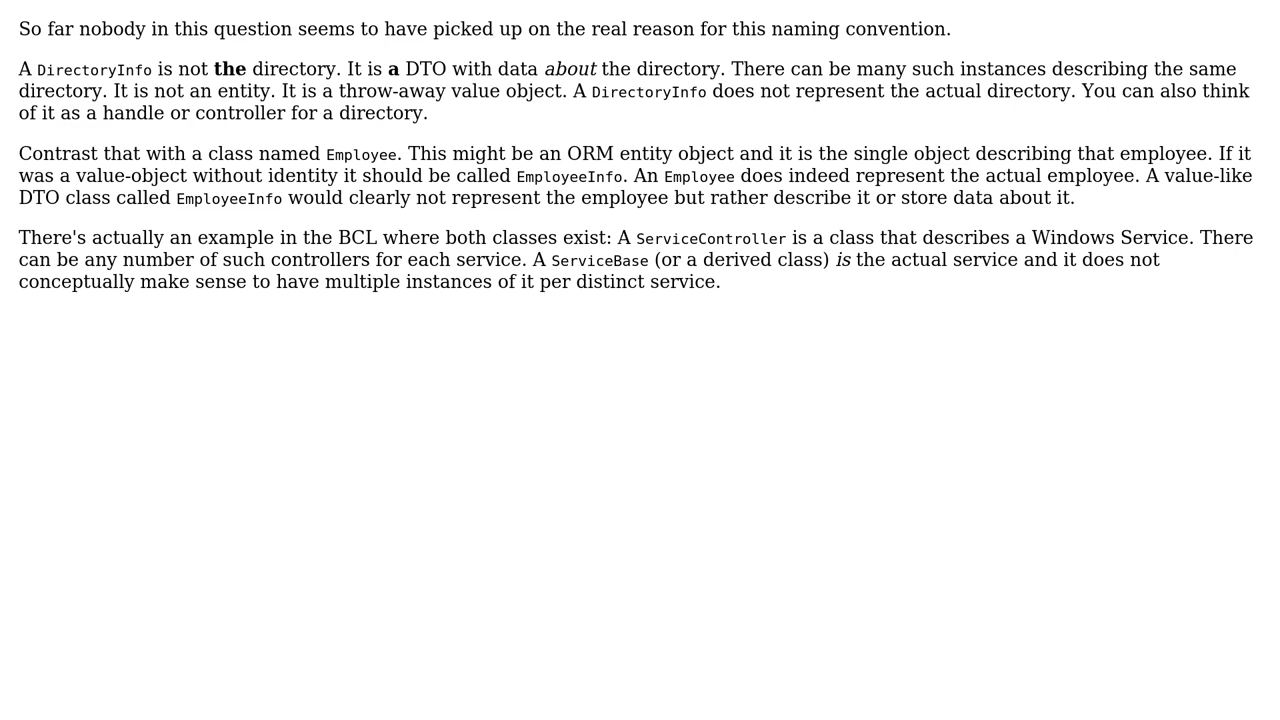 So far nobody in this question seems to have picked up on the real reason for this naming convention.
A DirectoryInfo is not the directory. It is a DTO with data about the directory. There can be many such instances describing the same
directory. It is not an entity. It is a throw-away value object. A DirectoryInfo does not represent the actual directory. You can also think
of it as a handle or controller for a directory.
Contrast that with a class named Employee. This might be an ORM entity object and it is the single object describing that employee. If it
was a value-object without identity it should be called EmployeeInfo. An Employee does indeed represent the actual employee. A value-like
DTO class called EmployeeInfo would clearly not represent the employee but rather describe it or store data about it.
There's actually an example in the BCL where both classes exist: A ServiceController is a class that describes a Windows Service. There
can be any number of such controllers for each service. A ServiceBase (or a derived class) is the actual service and it does not
conceptually make sense to have multiple instances of it per distinct service.